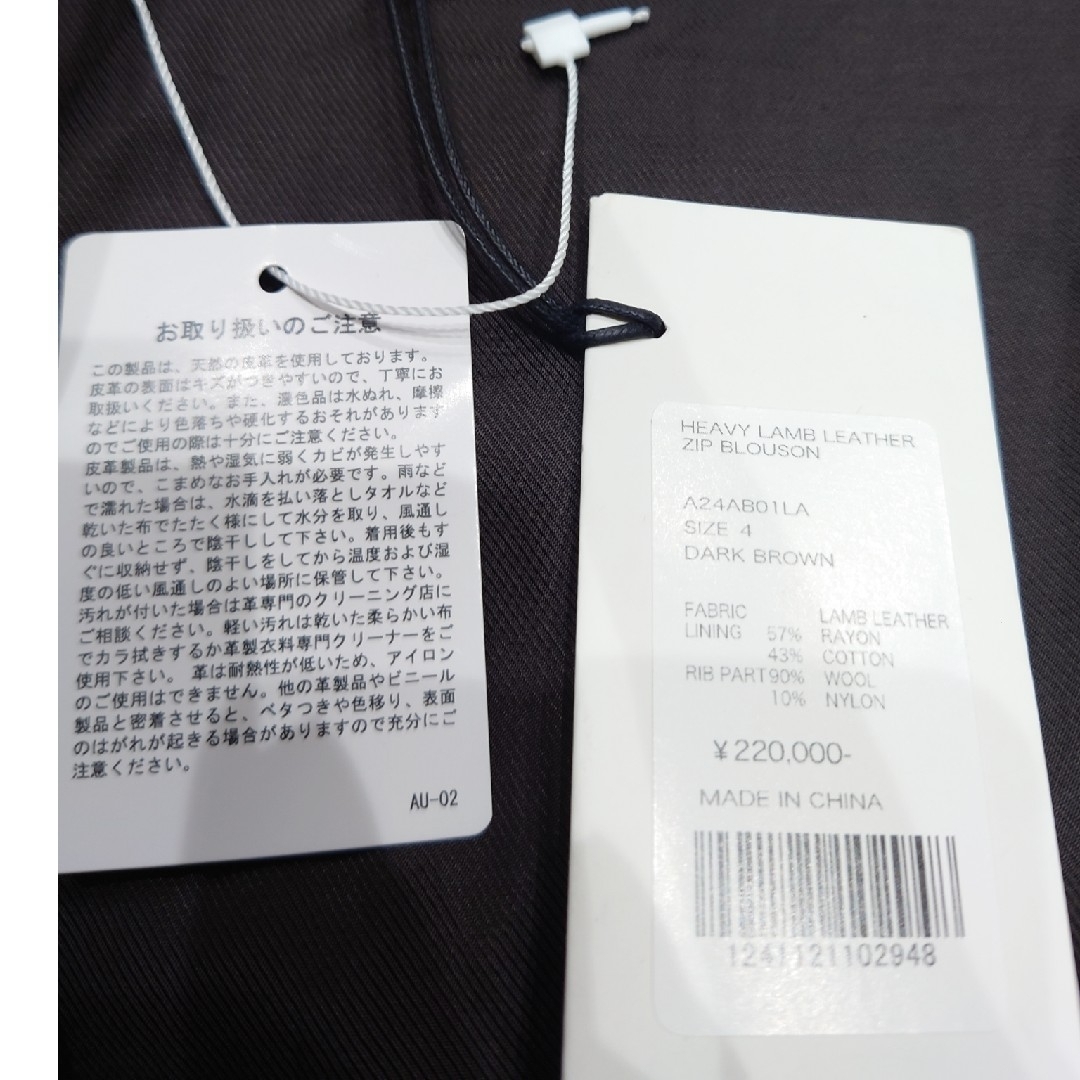 お取り扱いのご注意
この製品は、天然の皮革を使用しております。
皮革の表面はキズがつきやすいので、丁寧にお
取扱いください。また、濃色品は水ぬれ、摩擦
などにより色落ちや硬化するおそれがあります
のでご使用の際は十分にご注意ください。
皮革製品は、熱や湿気に弱くカビが発生しやす
いので、こまめなお手入れが必要です。雨など
で濡れた場合は、水滴を払い落としタオルなど
乾いた布でたたく様にして水分を取り、風通し
の良いところで陰干しして下さい。着用後もす
ぐに収納せず、陰干しをしてから温度および湿
度の低い風通しのよい場所に保管して下さい。
汚れが付いた場合は革専門のクリーニング店に
ご相談ください。軽い汚れは乾いた柔らかい布
でカラ拭きするか革製衣料専門クリーナーをご
使用下さい。 革は耐熱性が低いため、アイロン
のご使用はできません。他の革製品やビニール
製品と密着させると、ベタつきや色移り、表面
のはがれが起きる場合がありますので充分にご
注意ください。
AU-02
HEAVY LAMB LEATHER
ZIP BLOUSON
A24AB01LA
SIZE 4
DARK BROWN
FABRIC LAMB LEATHER
LINING 57% RAYON
43% COTTON
RIB PART 90% WOOL
10% NYLON
¥220,000-
MADE IN CHINA
1241121102948